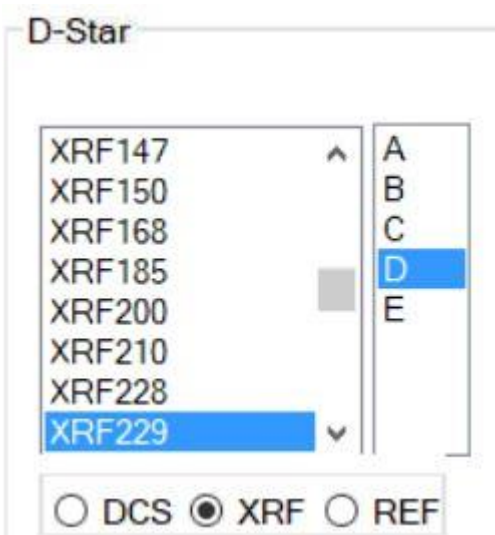 D-Star
XRF147
XRF150
XRF168
XRF185
XRF200
XRF210
XRF228
XRF229
A
B
C
D
E
DCS XRF REF